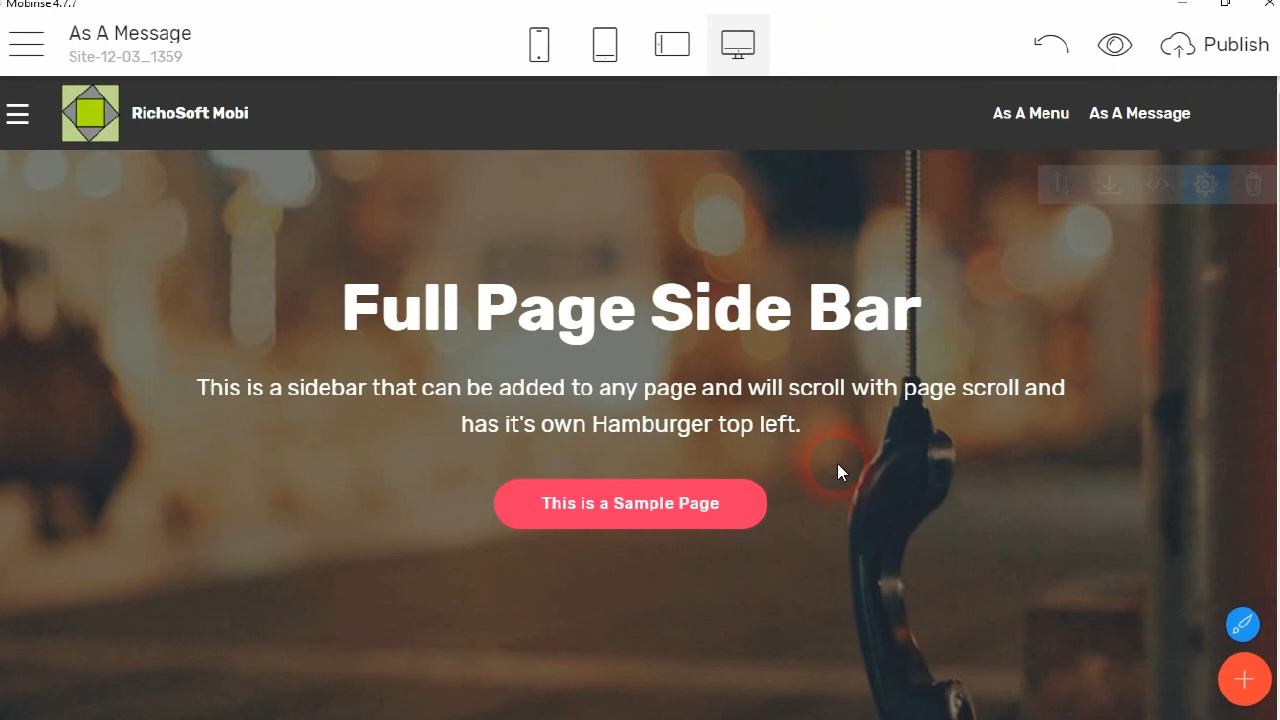 Mobirise 4.7.7
As A Message
Site-12-03_1359
Publish
RichoSoft Mobi
As A Menu
As A Message
Full Page Side Bar
This is a sidebar that can be added to any page and will scroll with page scroll and
has it's own Hamburger top left.
This is a Sample Page